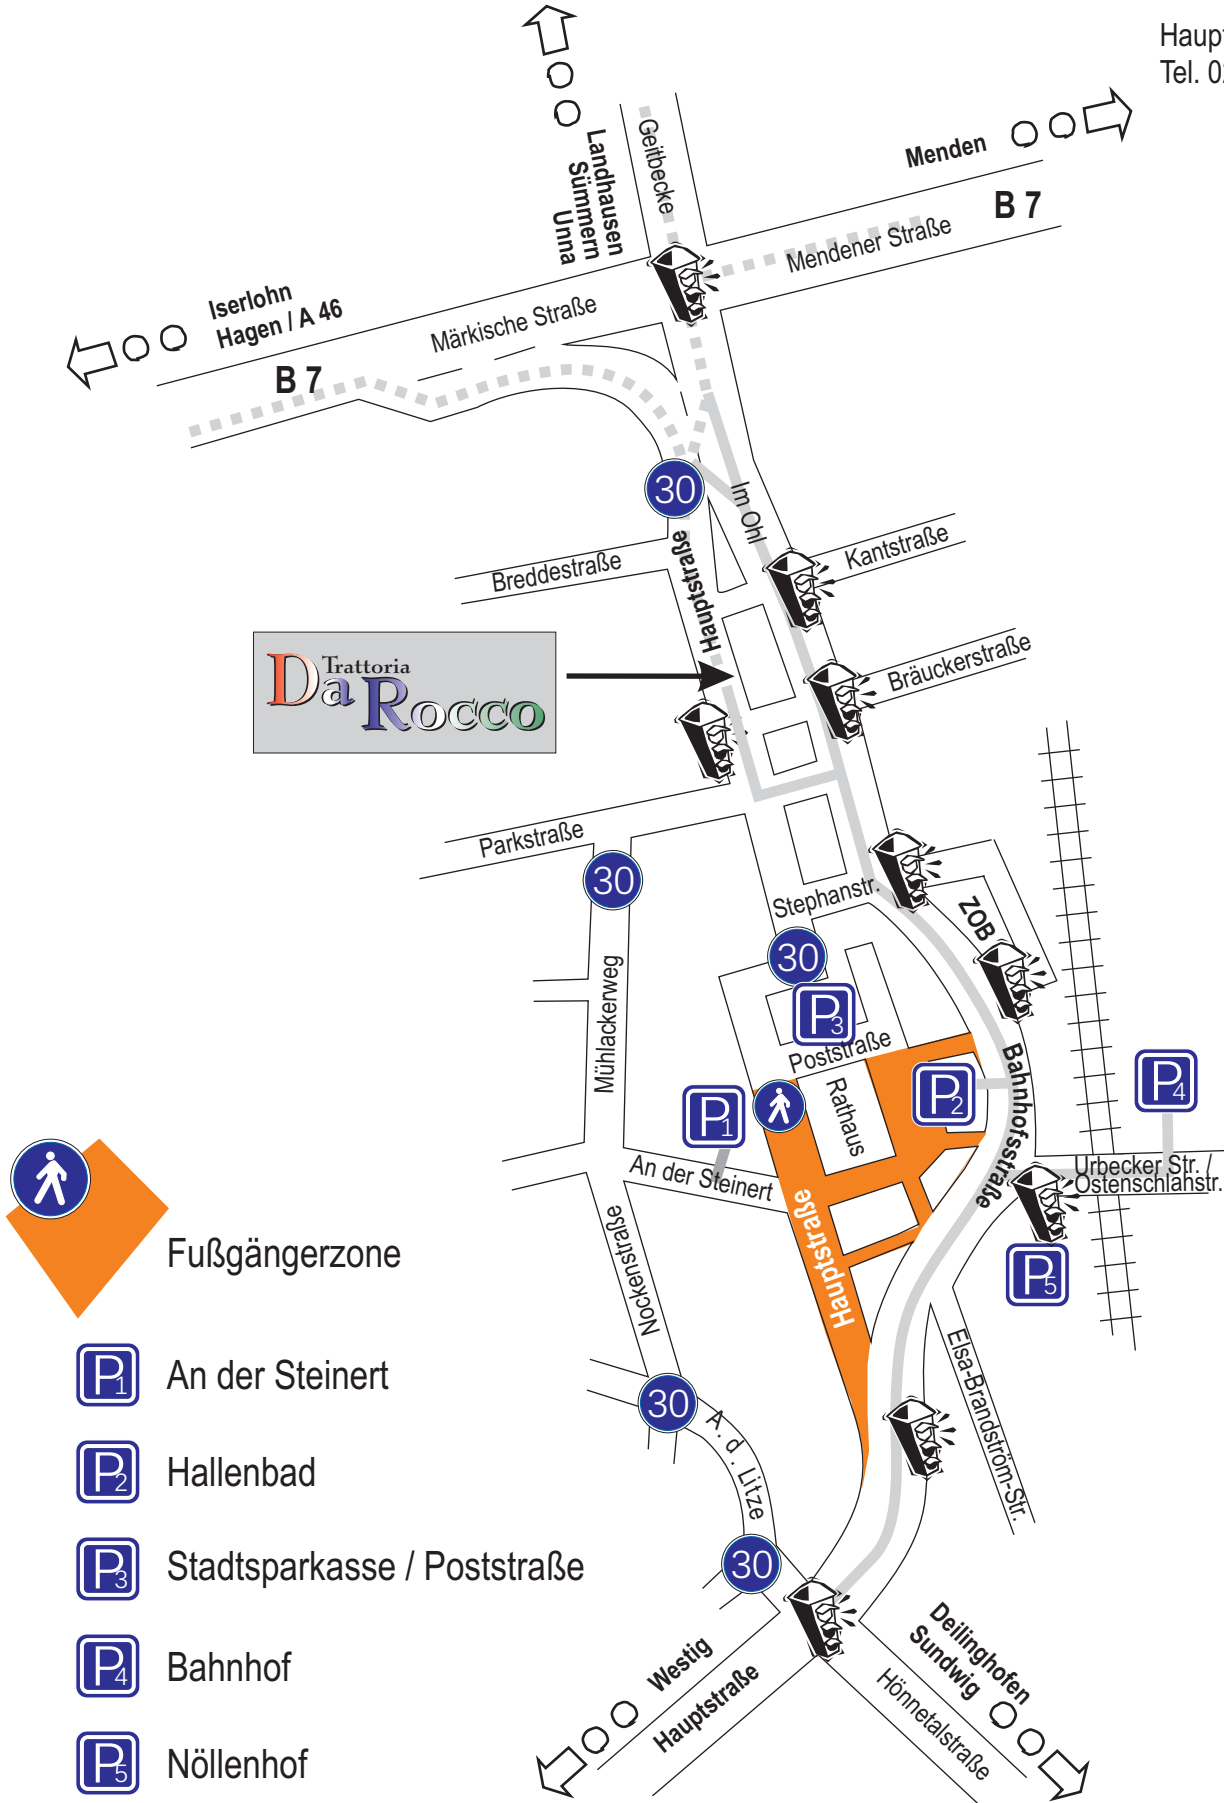 Haupt
Tel. 02
Landhausen
Sümmern
Unna
Geitbecke
Menden
B 7
Mendener Straße
Iserlohn
Hagen / A 46
Märkische Straße
B 7
30
Im Ohl
Hauptstraße
Breddestraße
Kantstraße
Bräuckerstraße
Trattoria
Da Rocco
Parkstraße
30
Stephanstr.
ZOB
30
P3
Mühlackerweg
Poststraße
Rathaus
P1
P2
Bahnhofsstraße
P4
An der Steinert
Urbecker Str. /
Ostenschlahstr.
Hauptstraße
P5
Nockenstraße
Elsa-Brandström-Str.
30
A. d. Litze
30
Westig
Hauptstraße
Deilinghofen
Sundwig
Hönnetalstraße
Fußgängerzone
P1 An der Steinert
P2 Hallenbad
P3 Stadtsparkasse / Poststraße
P4 Bahnhof
P5 Nöllenhof